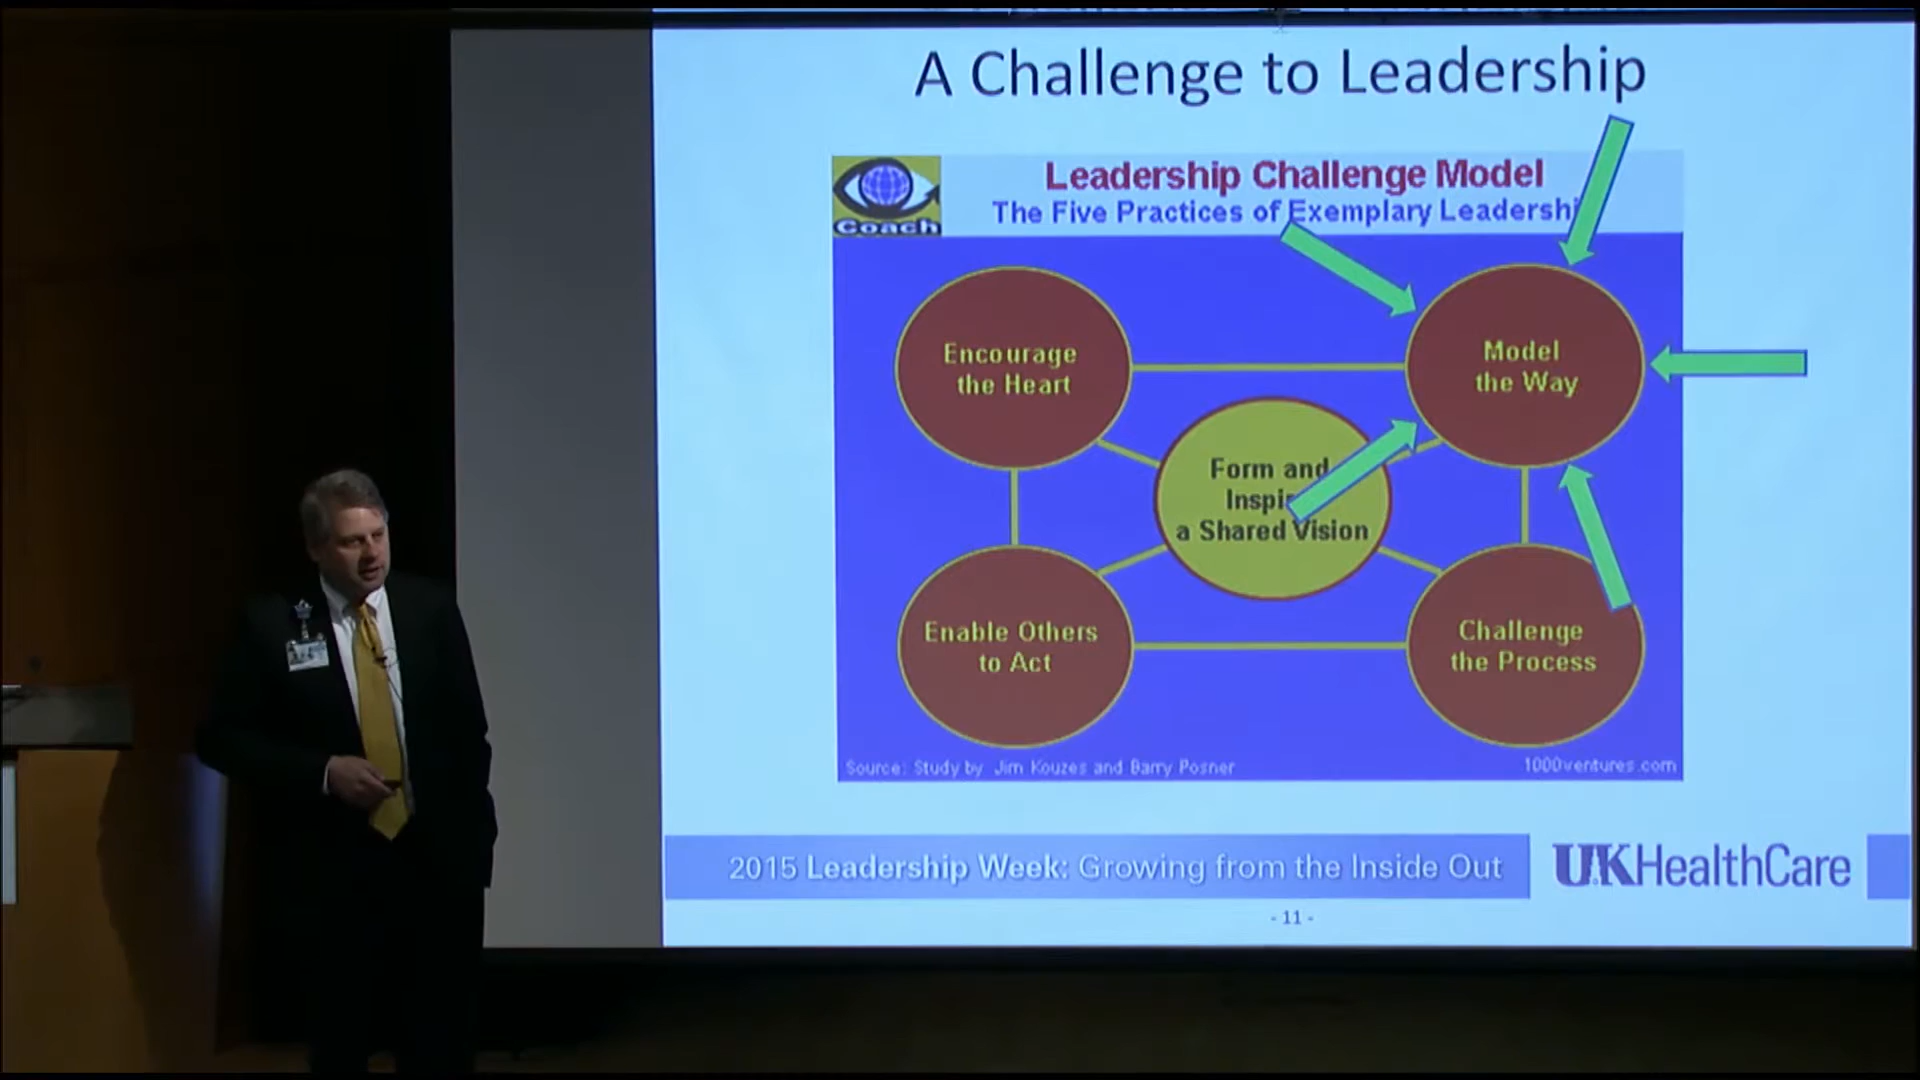 A Challenge to Leadership
Coach
Leadership Challenge Model
The Five Practices of Exemplary Leadershi
Encourage
the Heart
Model
the Way
Form and
Inspi
a Shared Vision
Enable Others
to Act
Challenge
the Process
Source: Study by Jim Kouzes and Barry Posner
1000ventures.com
2015 Leadership Week: Growing from the Inside Out
UKHealthCare
- 11 -